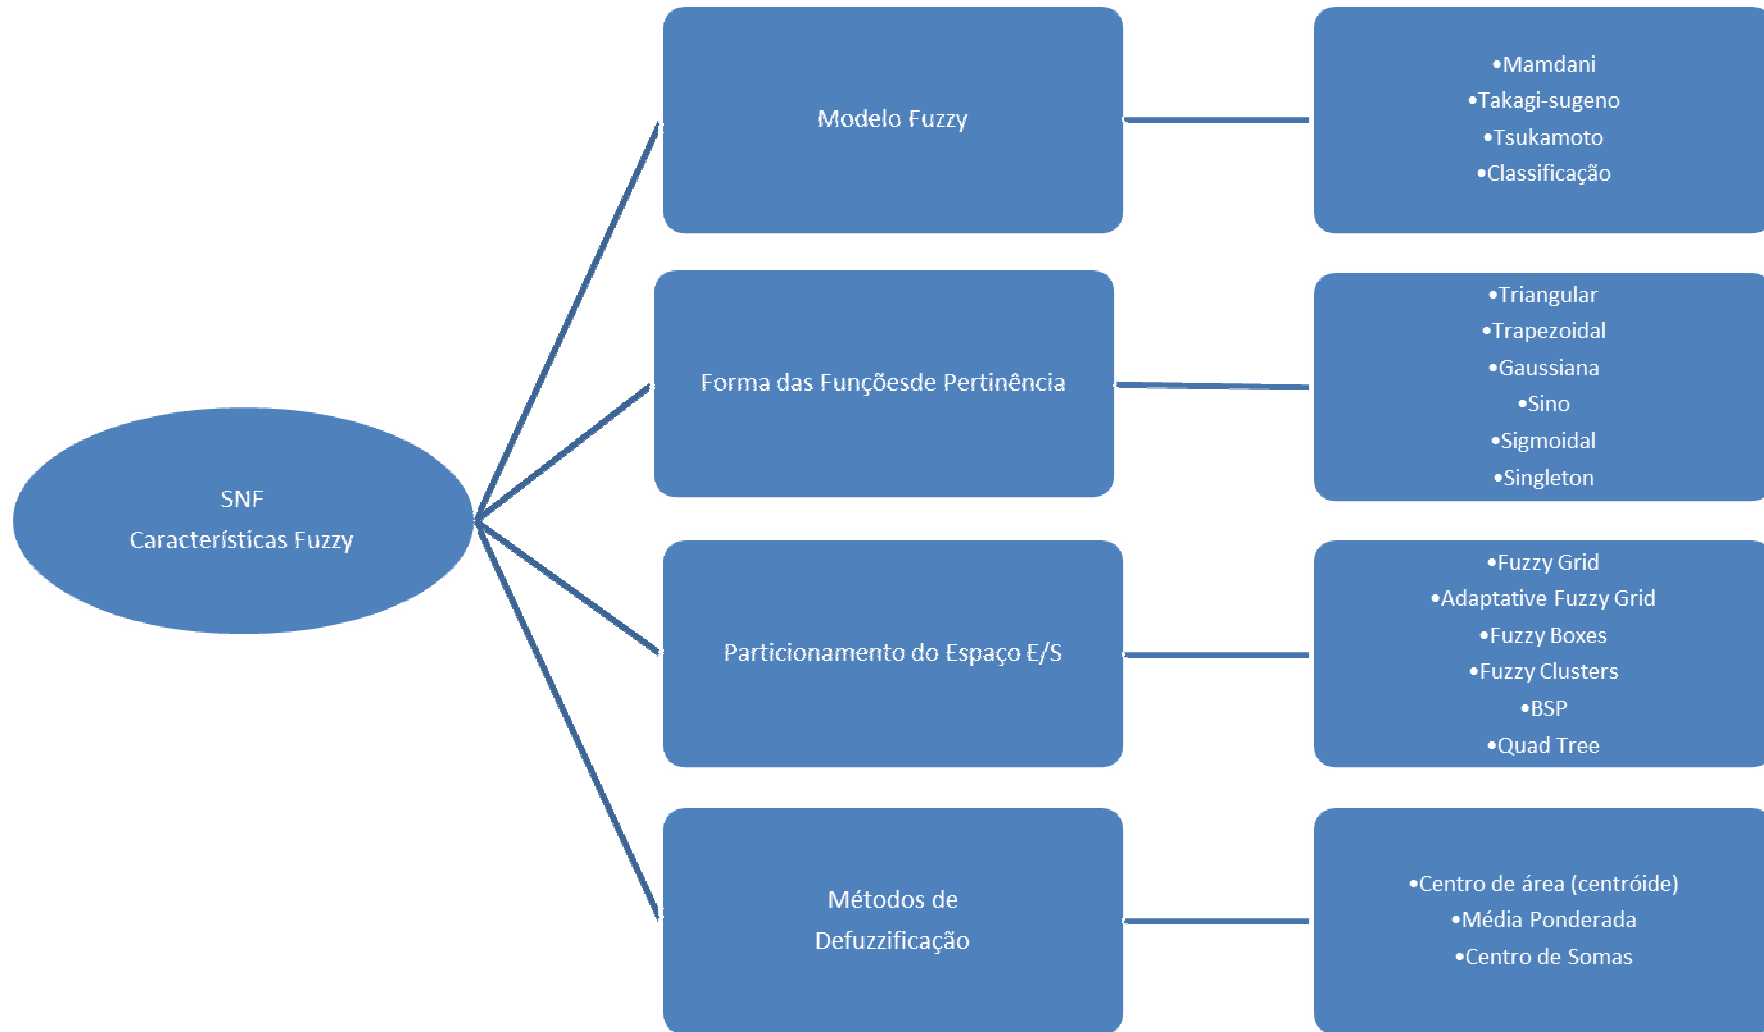 SNF
Característísticas Fuzzy
Modelo Fuzzy
•Mamdani
•Takagi-sugeno
•Tsukamoto
•Classificação
Forma das Funçõesde Pertinência
•Triangular
•Trapezoidal
•Gaussiana
•Sino
•Sigmoidal
•Singleton
Particionamento do Espaço E/S
•Fuzzy Grid
•Adaptative Fuzzy Grid
•Fuzzy Boxes
•Fuzzy Clusters
•BSP
•Quad Tree
Métodos de
Defuzzificação
•Centro de área (centróide)
•Média Ponderada
•Centro de Somas